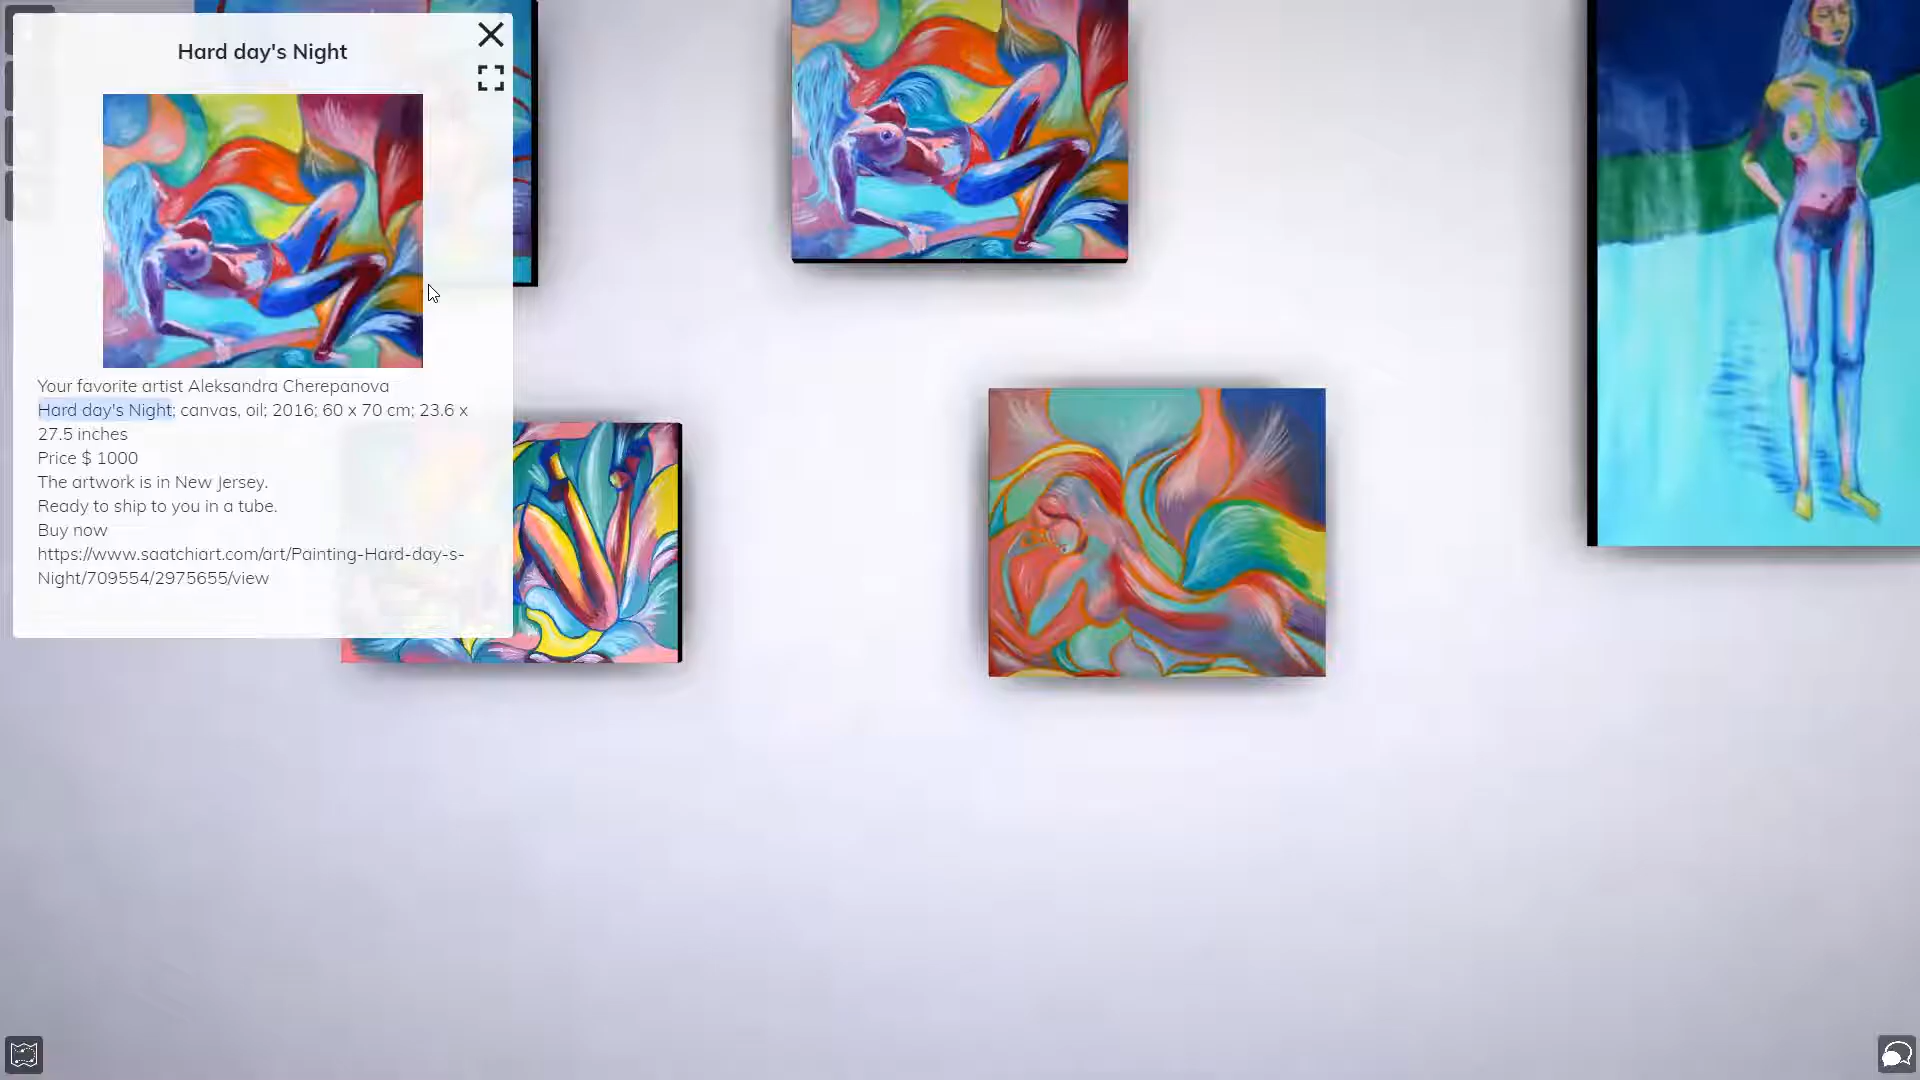 Hard day's Night
Your favorite artist Aleksandra Cherepanova
Hard day's Night; canvas, oil; 2016; 60 x 70 cm; 23.6 x
27.5 inches
Price $ 1000
The artwork is in New Jersey.
Ready to ship to you in a tube.
Buy now
https://www.saatchiart.com/art/Painting-Hard-day-s-
Night/709554/2975655/view